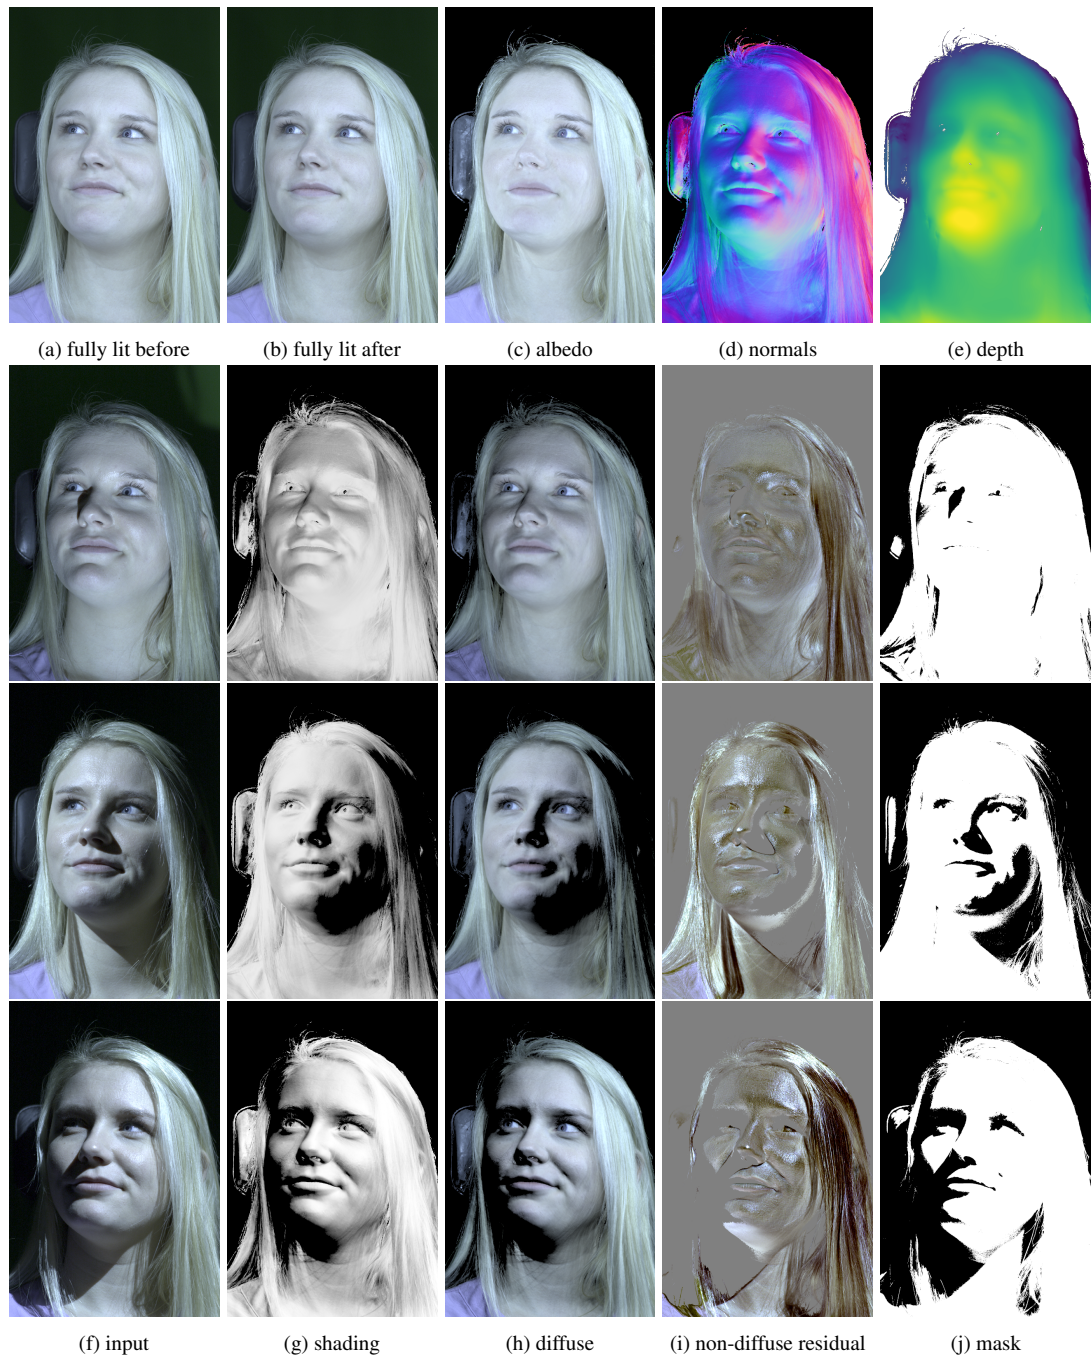 (a) fully lit before
(b) fully lit after
(c) albedo
(d) normals
(e) depth
(f) input
(g) shading
(h) diffuse
(i) non-diffuse residual
(j) mask